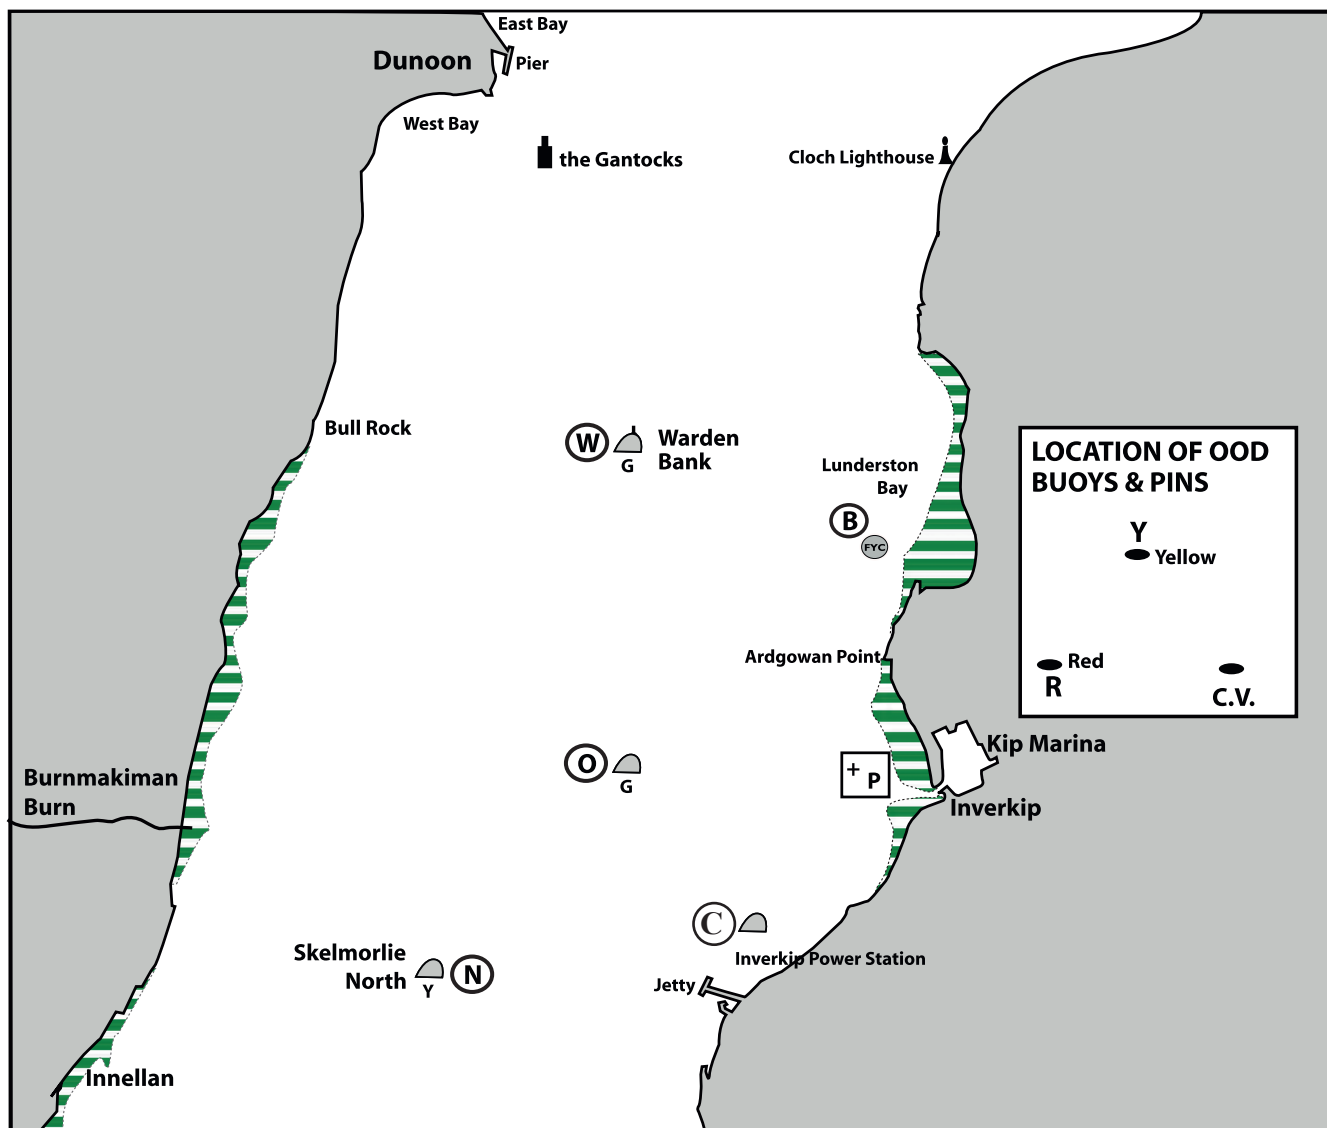 East Bay
Dunoon
Pier
West Bay
the Gantocks
Cloch Lighthouse
Bull Rock
W
G
Warden
Bank
Lunderston
Bay
B
FYC
LOCATION OF OOD
BUOYS & PINS
Y
Yellow
Red
R
C.V.
Ardgowan Point
Kip Marina
O
G
+
P
Inverkip
Burnmakiman
Burn
C
Inverkip Power Station
Skelmorlie
North
Y
N
Jetty
Innellan